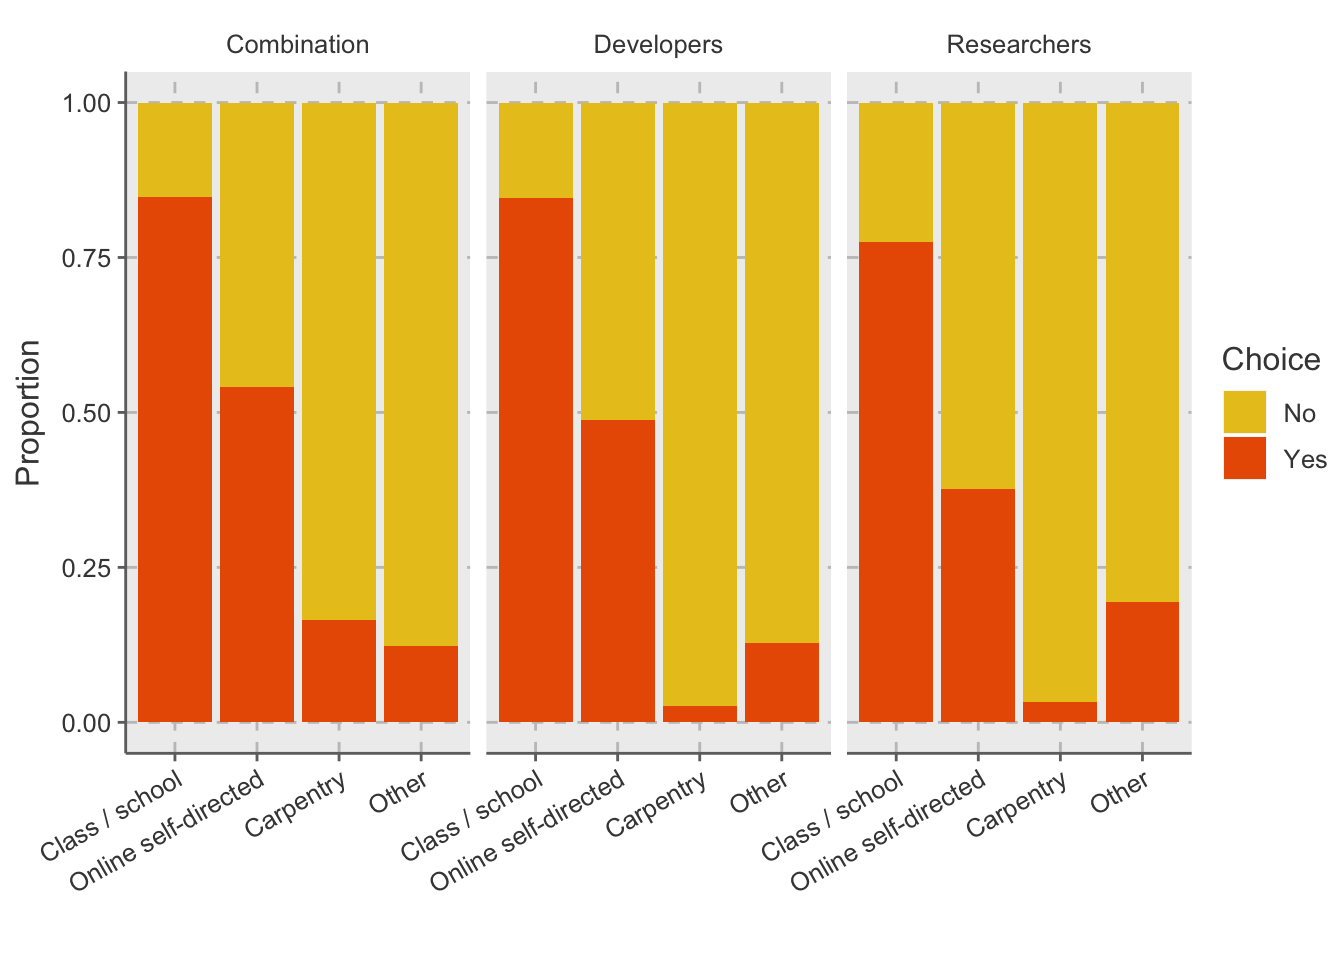 Combination
Developers
Researchers
1.00
0.75
0.50
0.25
0.00
Proportion
Class / school
Online self-directed
Carpentry
Other
Class / school
Online self-directed
Carpentry
Other
Class / school
Online self-directed
Carpentry
Other
Choice
No
Yes